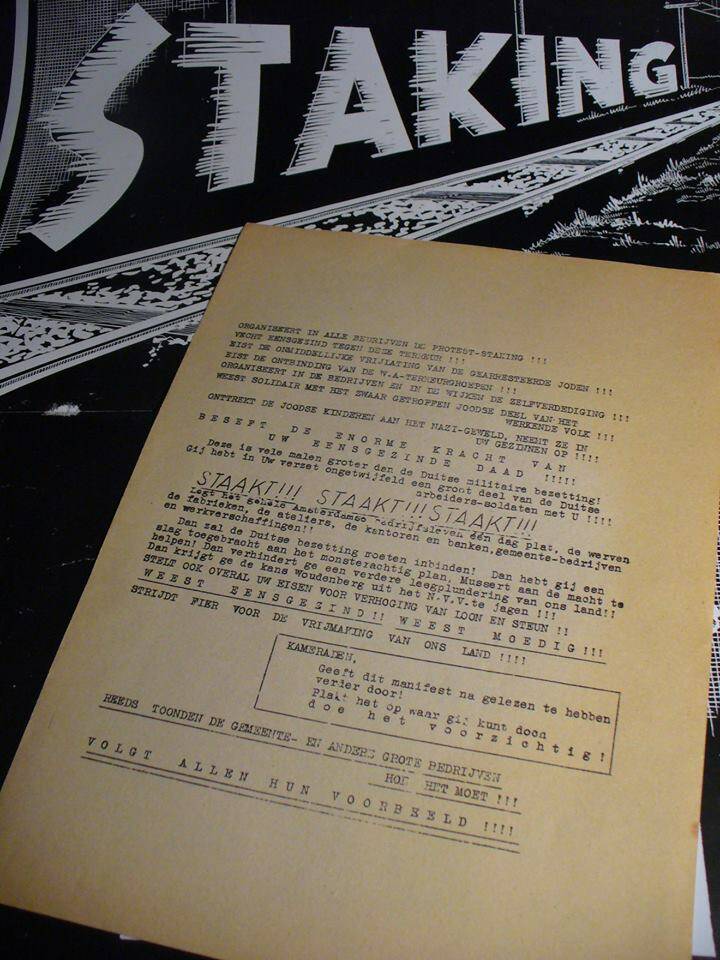 STAKING
ORGANISEERT IN ALLE BEDRIJVEN DE PROTEST-STAKING !!!
VECHT EENSGEZIND TEGEN DEZE TERREUR !!!
EIST DE ONMIDDELLIJKE VRIJLATING VAN DE GEARRESTEERDE JODEN !!!
EIST DE ONTBINDING VAN DE W.A-TERREURGROEPEN !!!
ORGANISEERT IN DE BEDRIJVEN EN IN DE WIJKEN DE ZELFVERDEDIGING !!!
WEEST SOLIDAIR MET HET ZWAAR GETROFFEN JOODSE DEEL VAN HET
WERKENDE VOLK !!!
ONTTREKT DE JOODSE KINDEREN AAN HET NAZI-GEWELD, NEEMT ZE IN
UW GEZINNEN OP !!!!
BESEFT DE ENORME KRACHT VAN
UW EENSGEZINDE DAAD !!!!!
Deze is vele malen groter dan de Duitse militaire bezetting!
Gij hebt in Uw verzet ongetwijfeld een groot deel van de Duitse
arbeiders-soldaten met U !!!!
STAAKT!!! STAAKT!!! STAAKT!!!
Legt het gehele Amsterdamse bedrijfsleven één dag plat, de werven
de fabrieken, de ateliers, de kantoren en banken,gemeente-bedrijven
en werkverschaffingen!!
Dan zal de Duitse bezetting moeten inbinden! Dan hebt gij een
slag toegebracht aan het monsterachtig plan, Mussert aan de macht te
helpen! Dan verhindert ge een verdere leegplundering van ons land!!
Dan krijgt ge de kans Woudenberg uit het N.V.V.te jagen !!!
STELT OOK OVERAL UW EISEN VOOR VERHOGING VAN LOON EN STEUN !!
WEEST EENSGEZIND!! WEEST MOEDIG!!!
STRIJDT FIER VOOR DE VRIJMAKING VAN ONS LAND !!!!
KAMERADEN,
Geeft dit manifest na gelezen te hebben
verder door!
Plakt het op waar gij kunt doch
doe het voorzichtig!
REEDS TOONDEN DE GEMEENTE- EN ANDERE GROTE BEDRIJVEN
HOE HET MOET !!!
VOLGT ALLEN HUN VOORBEELD !!!!